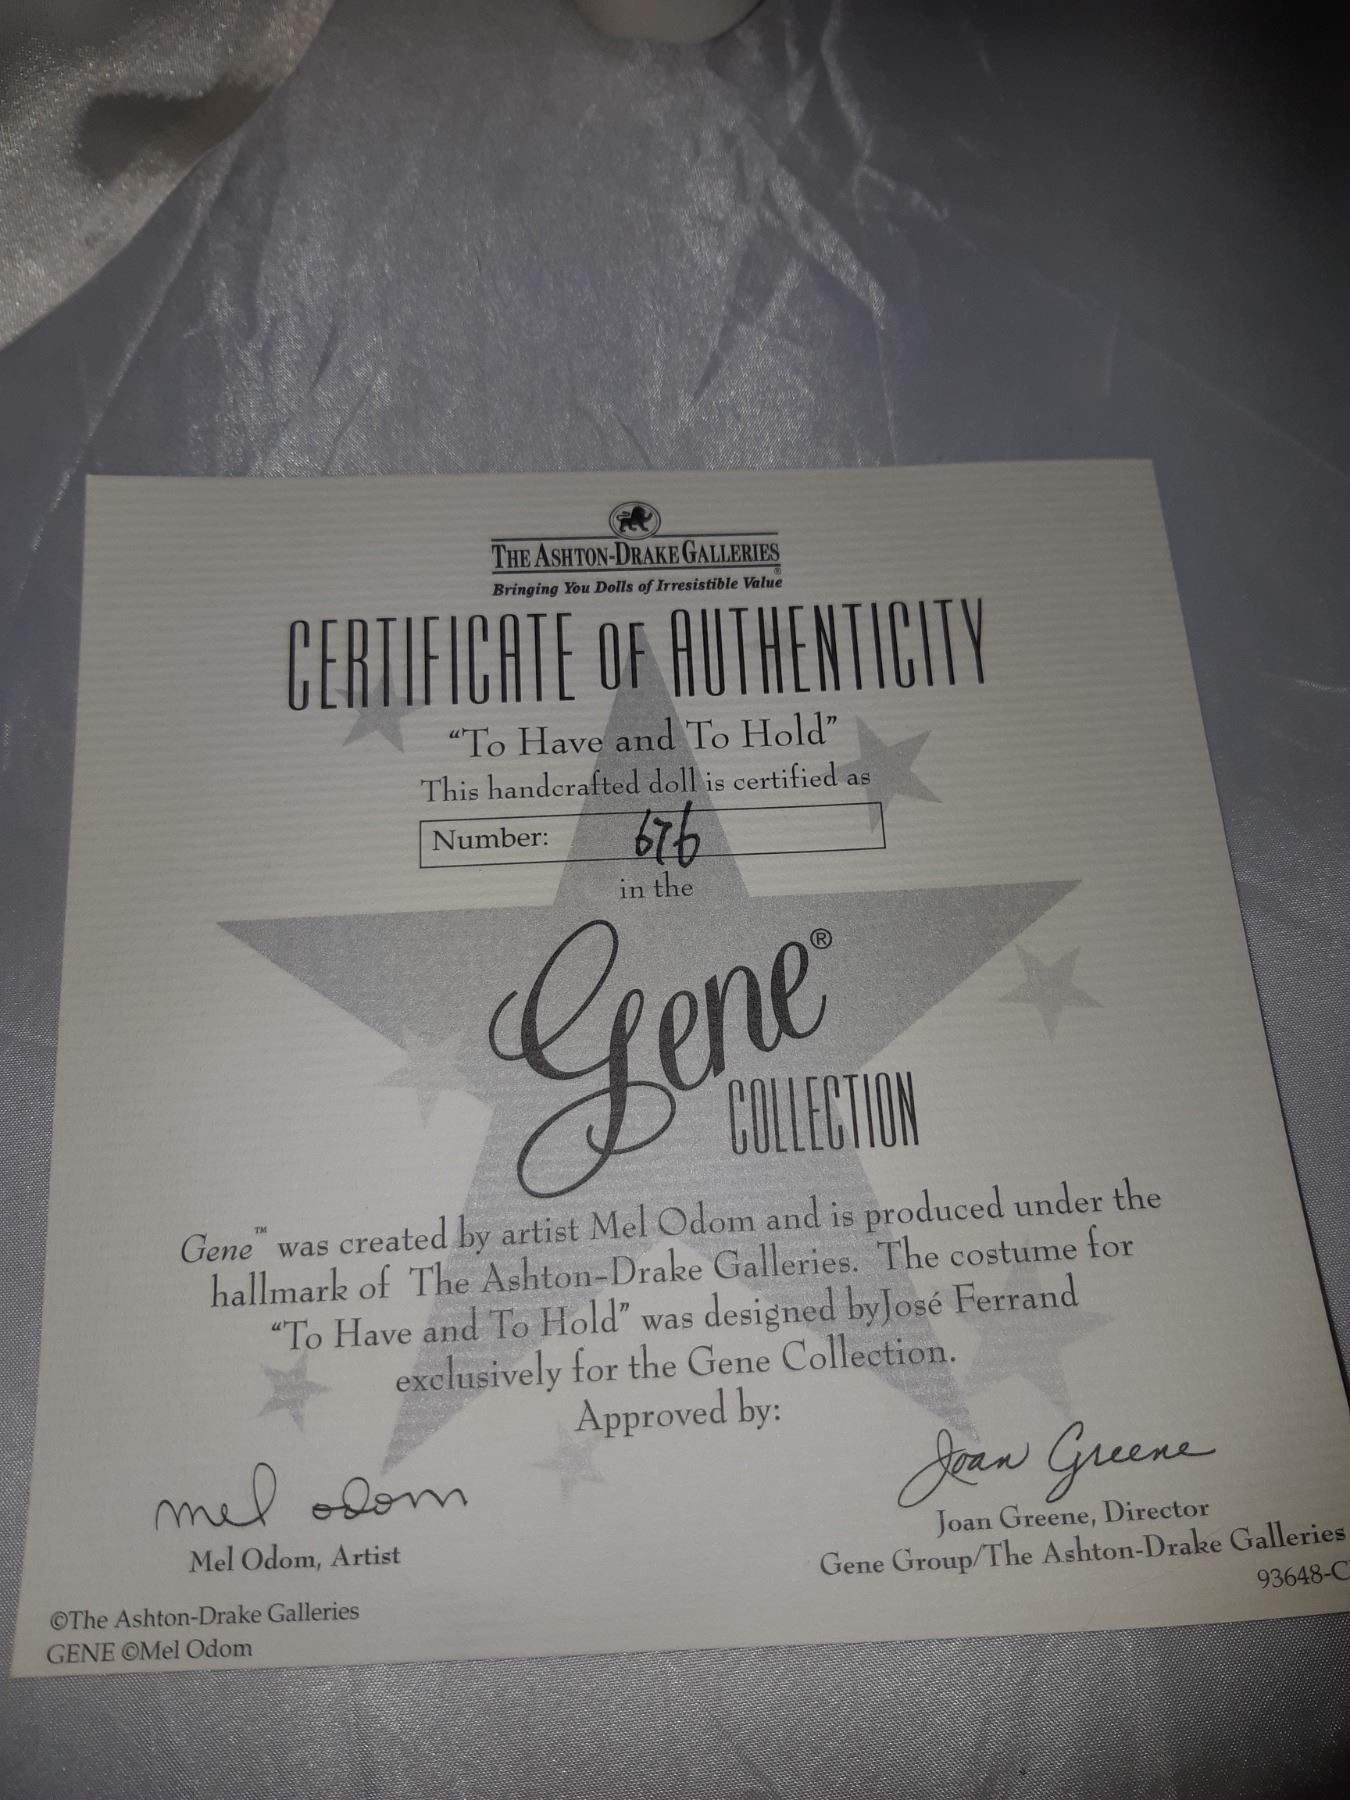 THE ASHTON-DRAKE GALLERIES®
Bringing You Dolls of Irresistible Value
CERTIFICATE OF AUTHENTICITY
“To Have and To Hold”
This handcrafted doll is certified as
Number: 676
in the
Gene®
COLLECTION
Gene™ was created by artist Mel Odom and is produced under the
hallmark of The Ashton-Drake Galleries. The costume for
“To Have and To Hold” was designed byJosé Ferrand
exclusively for the Gene Collection.
Approved by:
mel odom
Mel Odom, Artist
Joan Greene
Joan Greene, Director
Gene Group/The Ashton-Drake Galleries
93648-C
©The Ashton-Drake Galleries
GENE ©Mel Odom